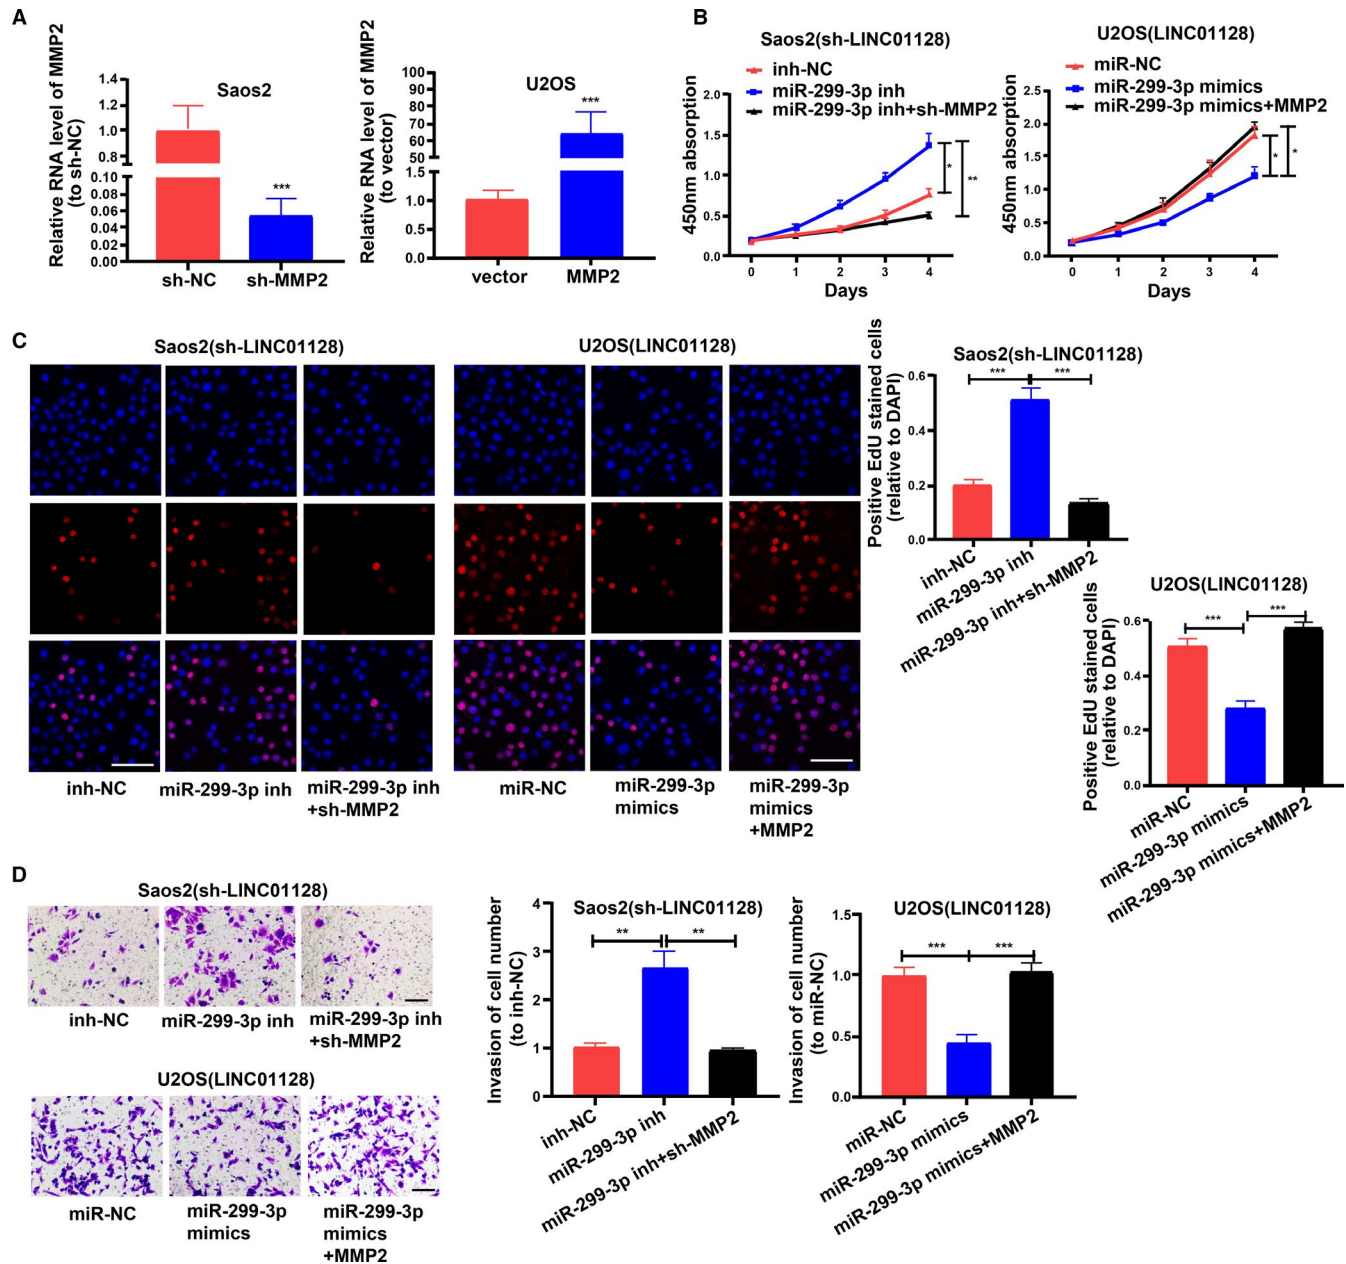 A
Relative RNA level of MMP2
(to sh-NC)
Saos2
1.4
1.2
1.0
0.8
0.10
0.08
0.06
0.04
0.02
0.00
***
sh-NC
sh-MMP2
Relative RNA level of MMP2
(to vector)
U2OS
100
90
80
70
60
50
1.5
1.0
0.5
0.0
***
vector
MMP2
B
Saos2(sh-LINC01128)
inh-NC
miR-299-3p inh
miR-299-3p inh+sh-MMP2
450nm absorption
2.0
1.5
1.0
0.5
0.0
*
**
0 1 2 3 4
Days
U2OS(LINC01128)
miR-NC
miR-299-3p mimics
miR-299-3p mimics+MMP2
450nm absorption
2.5
2.0
1.5
1.0
0.5
0.0
*
*
0 1 2 3 4
Days
C
Saos2(sh-LINC01128)
inh-NC
miR-299-3p inh
miR-299-3p inh
+sh-MMP2
U2OS(LINC01128)
miR-NC
miR-299-3p
mimics
miR-299-3p
mimics
+MMP2
Positive EdU stained cells
(relative to DAPI)
Saos2(sh-LINC01128)
0.6
0.4
0.2
0.0
***
***
inh-NC
miR-299-3p inh
miR-299-3p inh+sh-MMP2
Positive EdU stained cells
(relative to DAPI)
U2OS(LINC01128)
0.6
0.4
0.2
0.0
***
***
miR-NC
miR-299-3p mimics
miR-299-3p mimics+MMP2
D
Saos2(sh-LINC01128)
inh-NC
miR-299-3p inh
miR-299-3p inh
+sh-MMP2
U2OS(LINC01128)
miR-NC
miR-299-3p
mimics
miR-299-3p
mimics
+MMP2
Invasion of cell number
(to inh-NC)
Saos2(sh-LINC01128)
4
3
2
1
0
**
**
inh-NC
miR-299-3p inh
miR-299-3p inh+sh-MMP2
Invasion of cell number
(to miR-NC)
U2OS(LINC01128)
1.5
1.0
0.5
0.0
***
***
miR-NC
miR-299-3p mimics
miR-299-3p mimics+MMP2